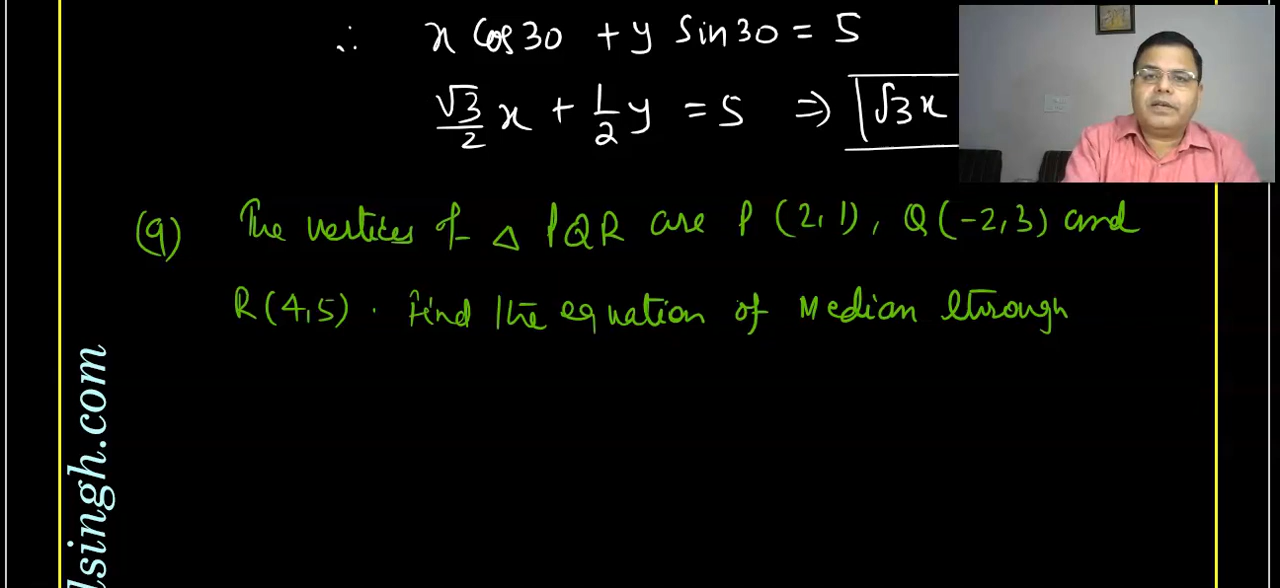 ∴ x Cos 30 + y Sin 30 = 5
√3/2 x + 1/2 y = 5 ⇒ √3x
(9) The vertices of △ PQR are P (2,1), Q(-2,3) and
R(4,5). Find the equation of Median through
lsingh.com